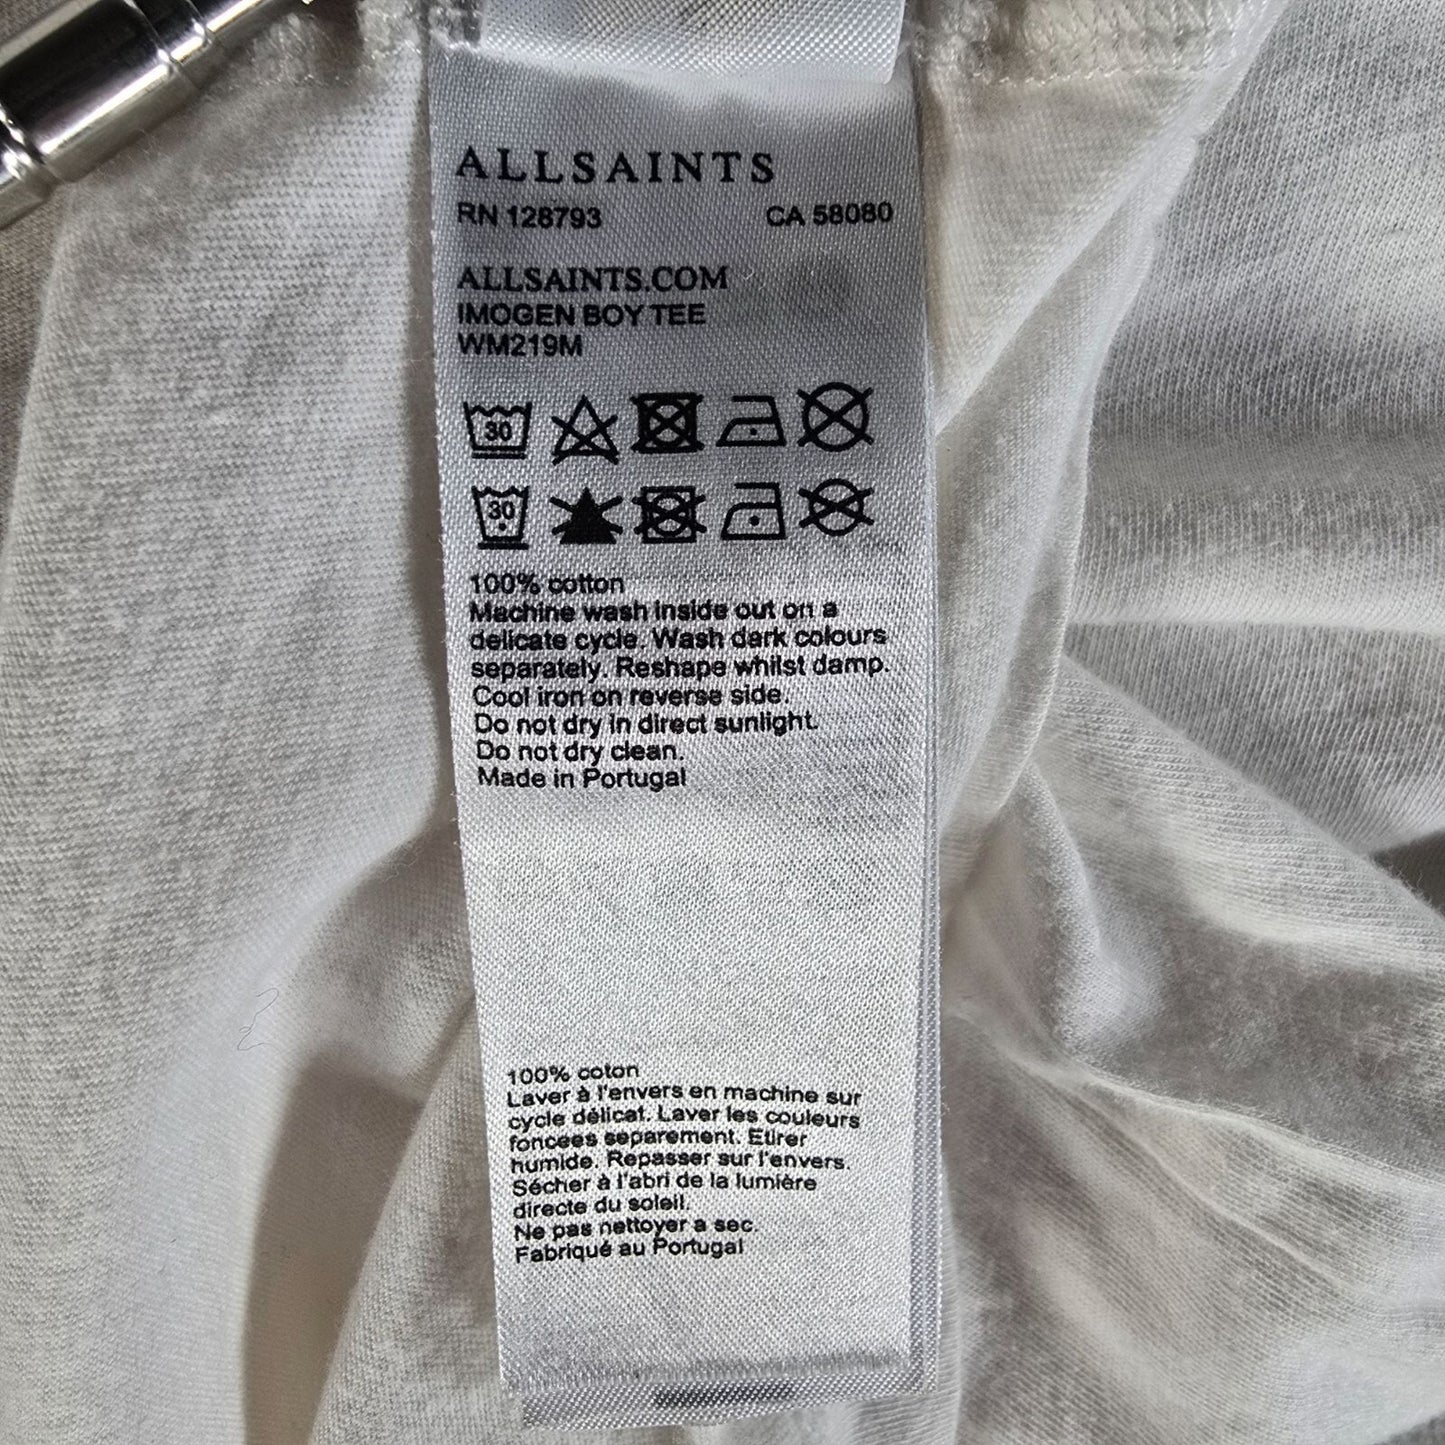 ALLSAINTS
RN 128793 CA 58080
ALLSAINTS.COM
IMOGEN BOY TEE
WM219M
30
30
100% cotton
Machine wash inside out on a
delicate cycle. Wash dark colours
separately. Reshape whilst damp.
Cool iron on reverse side.
Do not dry in direct sunlight.
Do not dry clean.
Made in Portugal
100% coton
Laver à l'envers en machine sur
cycle délicat. Laver les couleurs
foncees separement. Etirer
humide. Repasser sur l'envers.
Sécher à l'abri de la lumière
directe du soleil.
Ne pas nettoyer a sec.
Fabriqué au Portugal